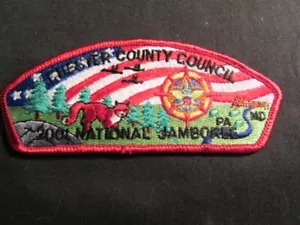 CHESTER COUNTY COUNCIL
PA
MD
2001 NATIONAL JAMBOREE